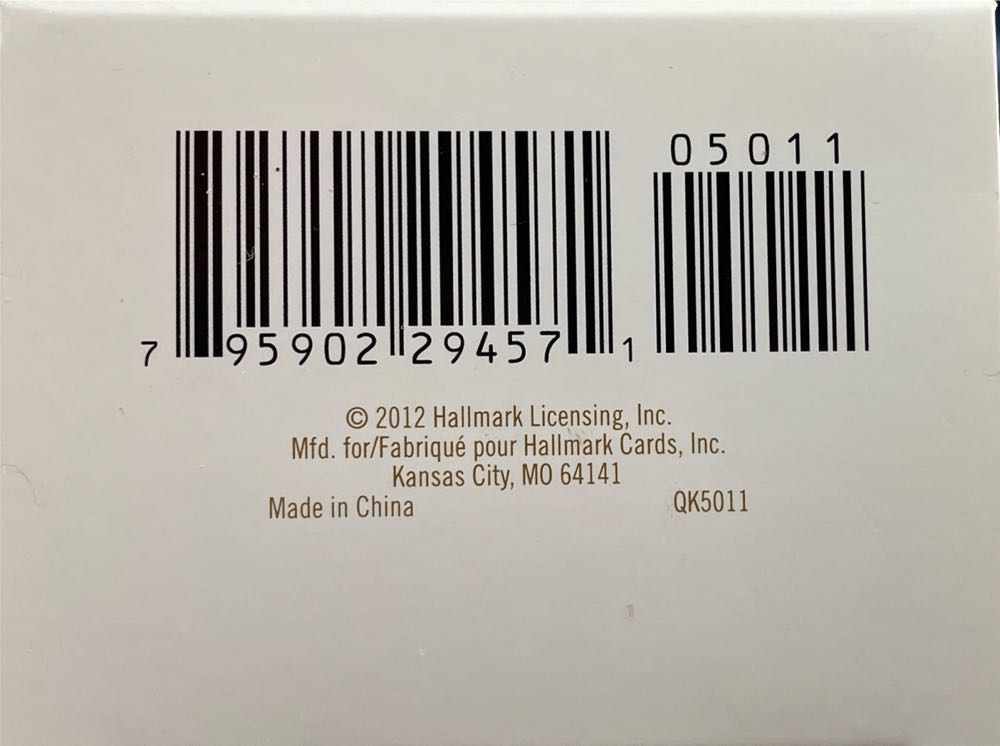 05011
7 95902 29457 1
© 2012 Hallmark Licensing, Inc.
Mfd. for/Fabriqué pour Hallmark Cards, Inc.
Kansas City, MO 64141
Made in China QK5011